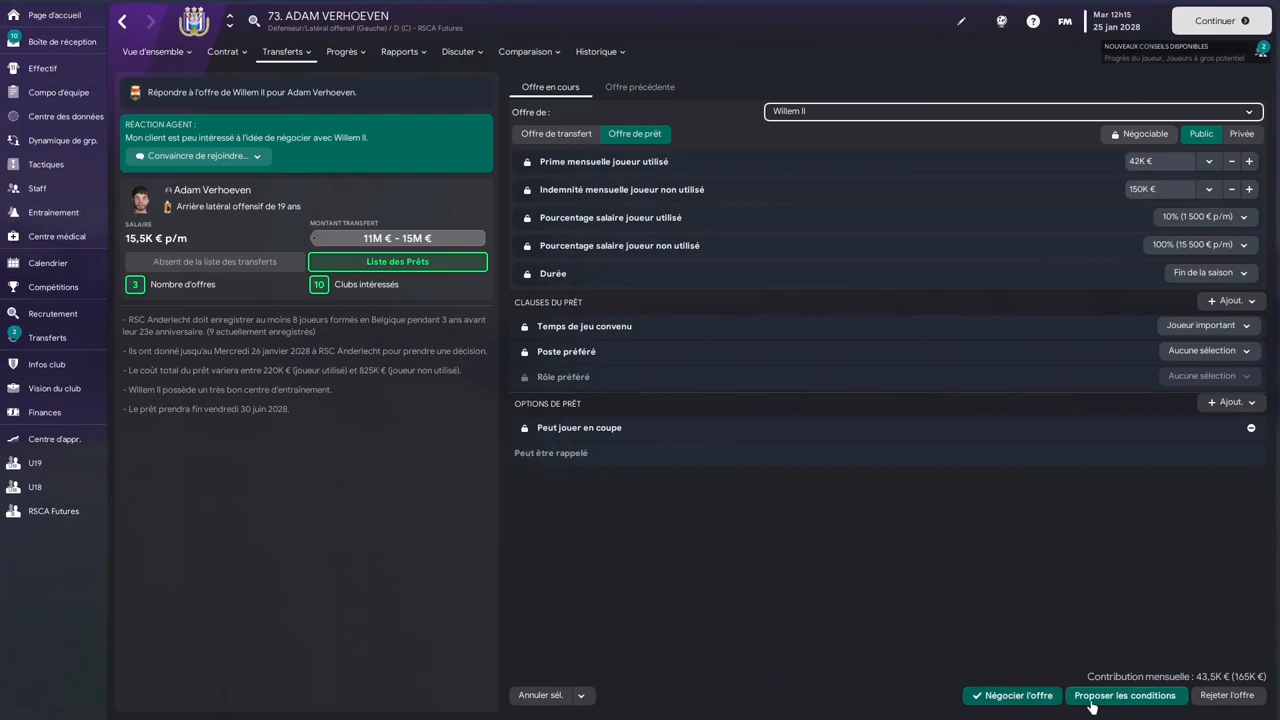 Page d'accueil
10
Boîte de réception
Effectif
Compo d'équipe
Centre des données
Dynamique de grp.
Tactiques
Staff
Entraînement
Centre médical
Calendrier
Compétitions
Recrutement
2
Transferts
Infos club
Vision du club
Finances
Centre d'appr.
U19
U18
RSCA Futures
73. ADAM VERHOEVEN
Défenseur/Latéral offensif (Gauche) / D (C) - RSCA Futures
FM
Mar 12h15
25 jan 2028
Continuer
Vue d'ensemble
Contrat
Transferts
Progrès
Rapports
Discuter
Comparaison
Historique
NOUVEAUX CONSEILS DISPONIBLES
Progrès du joueur, Joueurs à gros potentiel
2
Répondre à l'offre de Willem II pour Adam Verhoeven.
RÉACTION AGENT :
Mon client est peu intéressé à l'idée de négocier avec Willem II.
Convaincre de rejoindre...
Adam Verhoeven
Arrière latéral offensif de 19 ans
SALAIRE
15,5K € p/m
MONTANT TRANSFERT
11M € - 15M €
Absent de la liste des transferts
Liste des Prêts
3 Nombre d'offres
10 Clubs intéressés
- RSCA Anderlecht doit enregistrer au moins 8 joueurs formés en Belgique pendant 3 ans avant
leur 23e anniversaire. (9 actuellement enregistrés)
- Ils ont donné jusqu'au Mercredi 26 janvier 2028 à RSC Anderlecht pour prendre une décision.
- Le coût total du prêt variera entre 220K € (joueur utilisé) et 825K € (joueur non utilisé).
- Willem II possède un très bon centre d'entraînement.
- Le prêt prendra fin vendredi 30 juin 2028.
Offre en cours
Offre précédente
Offre de :
Willem II
Offre de transfert
Offre de prêt
Négociable
Public
Privée
Prime mensuelle joueur utilisé
42K €
Indemnité mensuelle joueur non utilisé
150K €
Pourcentage salaire joueur utilisé
10% (1 500 € p/m)
Pourcentage salaire joueur non utilisé
100% (15 500 € p/m)
Durée
Fin de la saison
CLAUSES DU PRÊT
Ajout.
Temps de jeu convenu
Joueur important
Poste préféré
Aucune sélection
Rôle préféré
Aucune sélection
OPTIONS DE PRÊT
Ajout.
Peut jouer en coupe
Peut être rappelé
Contribution mensuelle : 43,5K € (165K €)
Annuler sél.
Négocier l'offre
Proposer les conditions
Rejeter l'offre